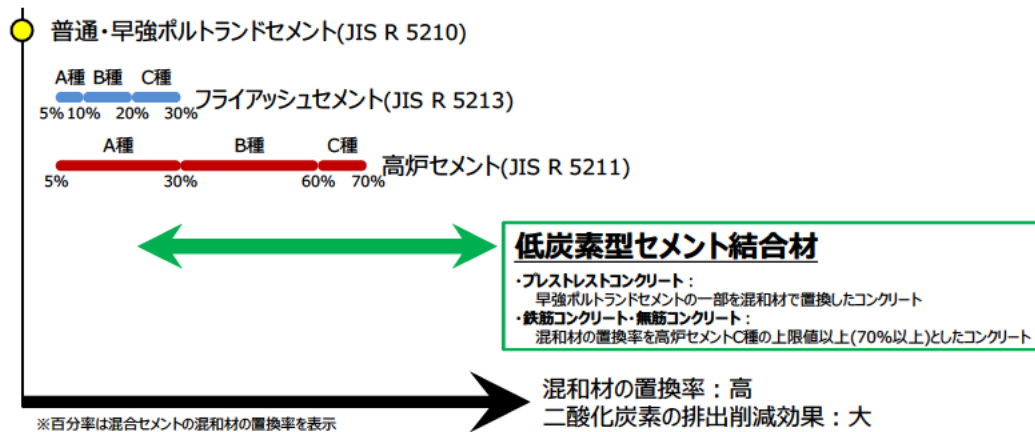 普通・早強ポルトランドセメント(JIS R 5210)
A種 B種 C種
5% 10% 20% 30%
フライアッシュセメント(JIS R 5213)
A種 B種 C種
5% 30% 60% 70%
高炉セメント(JIS R 5211)
低炭素型セメント結合材
・プレストレストコンクリート：
早強ポルトランドセメントの一部を混和材で置換したコンクリート
・鉄筋コンクリート・無筋コンクリート：
混和材の置換率を高炉セメントC種の上限値以上(70%以上)としたコンクリート
混和材の置換率：高
二酸化炭素の排出削減効果：大
※百分率は混合セメントの混和材の置換率を表示